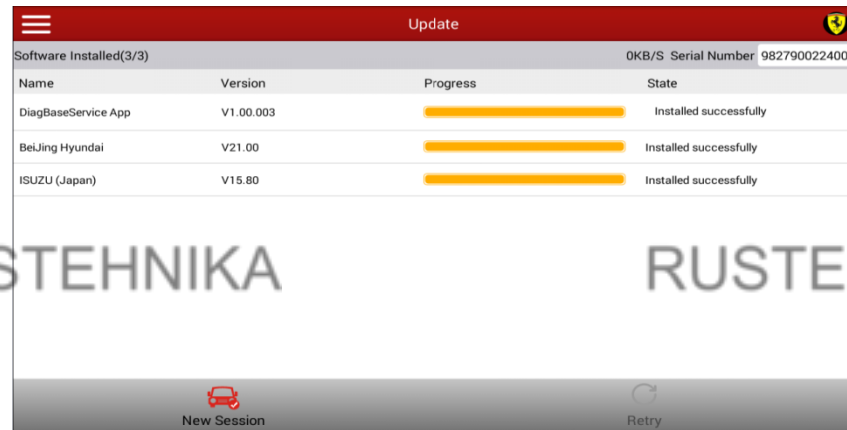 Update
Software Installed(3/3) 0KB/S Serial Number 982790022400
Name Version Progress State
DiagBaseService App V1.00.003 Installed successfully
BeiJing Hyundai V21.00 Installed successfully
ISUZU (Japan) V15.80 Installed successfully
STEHNIKA RUSTE
New Session Retry